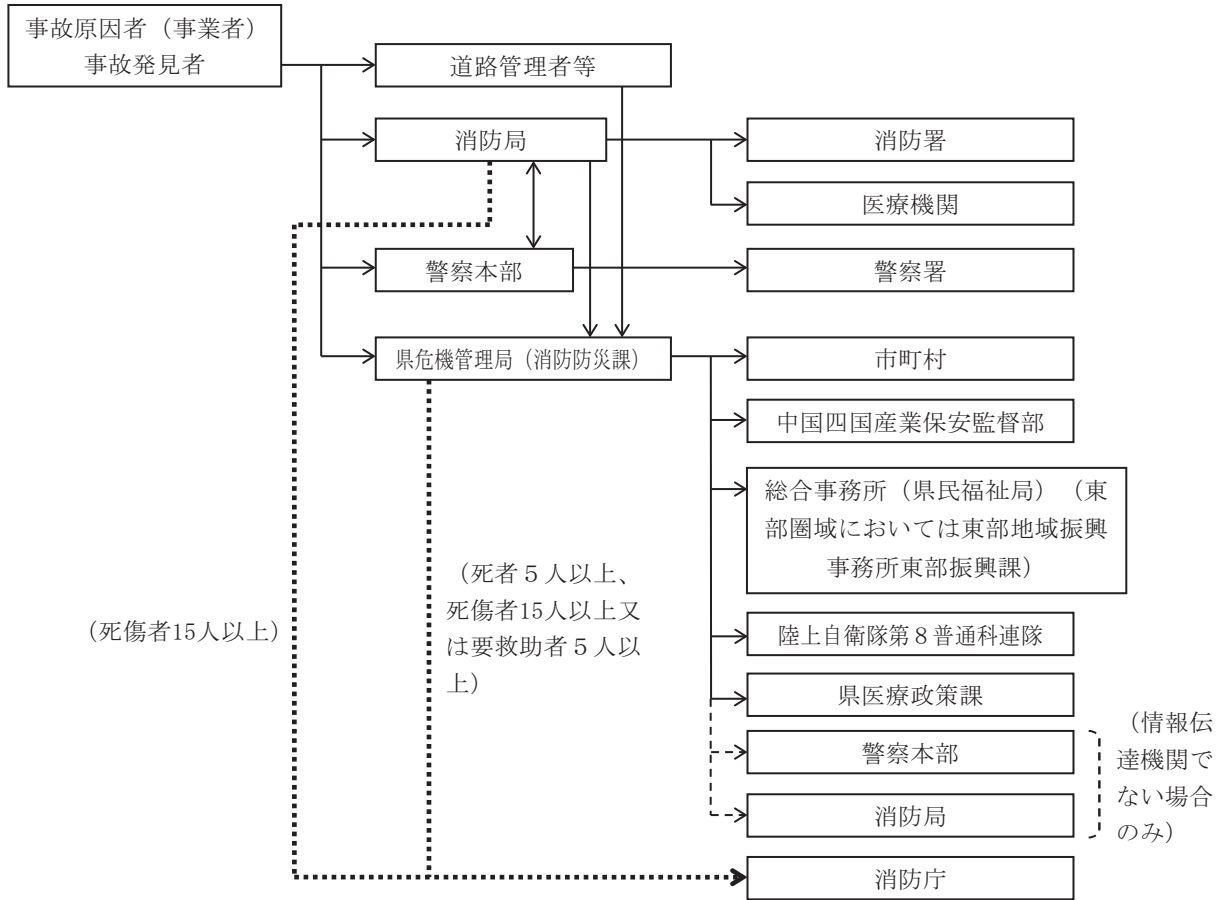 事故原因者（事業者）
事故発見者
道路管理者等
消防局
消防署
医療機関
警察本部
警察署
県危機管理局（消防防災課）
市町村
中国四国産業保安監督部
総合事務所（県民福祉局）（東
部圏域においては東部地域振興
事務所東部振興課）
（死者５人以上、
死傷者15人以上又
は要救助者５人以
上）
（死傷者15人以上）
陸上自衛隊第８普通科連隊
県医療政策課
警察本部
消防局
（情報伝
達機関で
ない場合
のみ）
消防庁